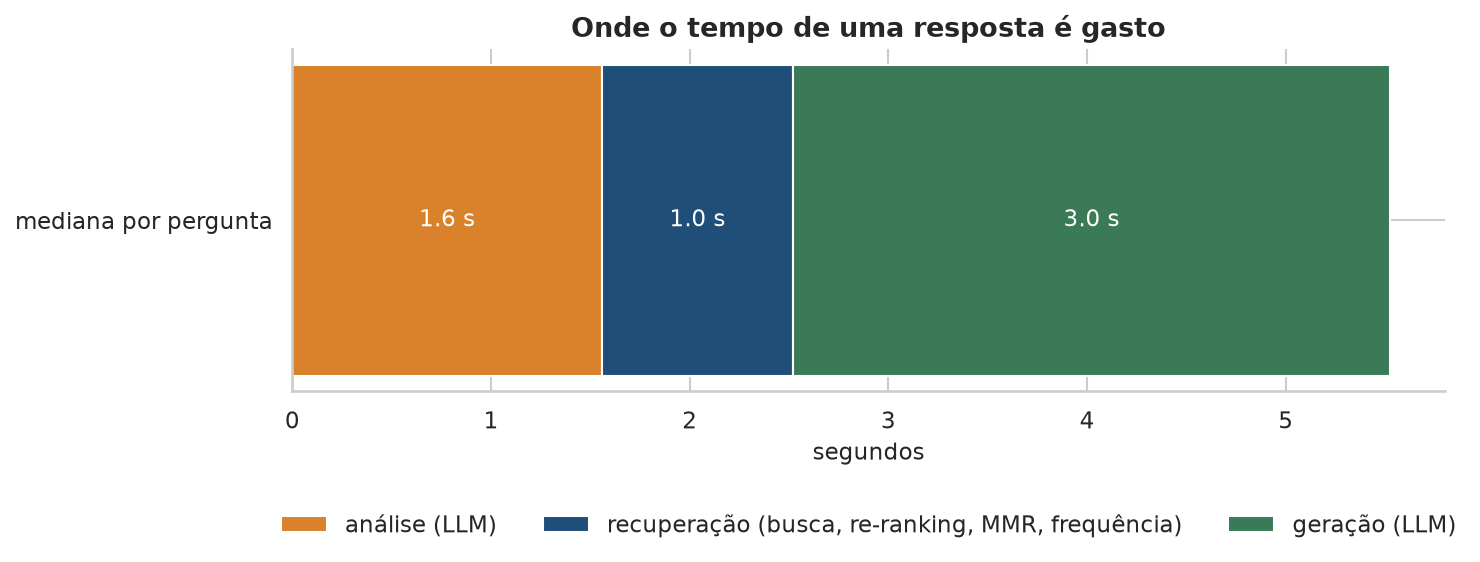 Onde o tempo de uma resposta é gasto
mediana por pergunta
1.6 s
1.0 s
3.0 s
0 1 2 3 4 5
segundos
análise (LLM) recuperação (busca, re-ranking, MMR, frequência) geração (LLM)